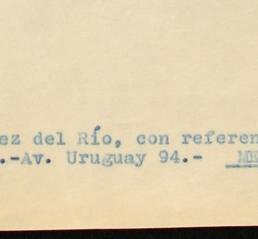 ez del Río, con referen
.-Av. Uruguay 94.-